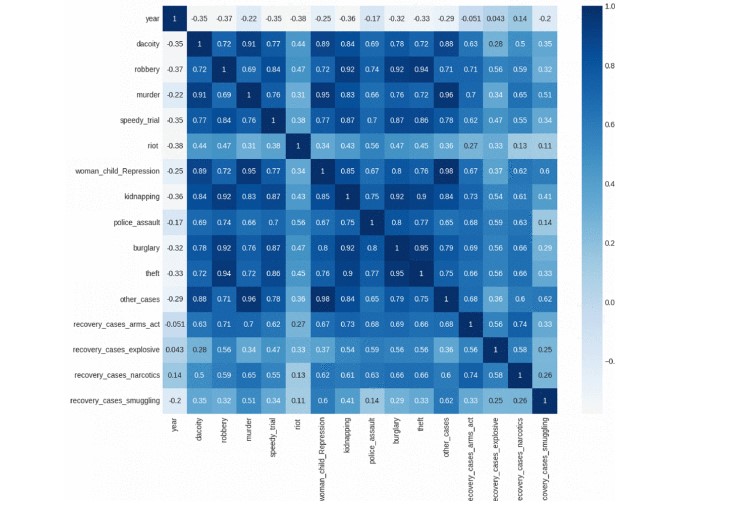 year 1 -0.35 -0.37 -0.22 -0.35 -0.38 -0.25 -0.36 -0.17 -0.32 -0.33 -0.29 -0.051 0.043 0.14 -0.2
dacoity -0.35 1 0.72 0.91 0.77 0.44 0.89 0.84 0.69 0.78 0.72 0.88 0.63 0.28 0.5 0.35
robbery -0.37 0.72 1 0.69 0.84 0.47 0.72 0.92 0.74 0.92 0.94 0.71 0.71 0.56 0.59 0.32
murder -0.22 0.91 0.69 1 0.76 0.31 0.95 0.83 0.66 0.76 0.72 0.96 0.7 0.34 0.65 0.51
speedy_trial -0.35 0.77 0.84 0.76 1 0.38 0.77 0.87 0.7 0.87 0.86 0.78 0.62 0.47 0.55 0.34
riot -0.38 0.44 0.47 0.31 0.38 1 0.34 0.43 0.56 0.47 0.45 0.36 0.27 0.33 0.13 0.11
woman_child_Repression -0.25 0.89 0.72 0.95 0.77 0.34 1 0.85 0.67 0.8 0.76 0.98 0.67 0.37 0.62 0.6
kidnapping -0.36 0.84 0.92 0.83 0.87 0.43 0.85 1 0.75 0.92 0.9 0.84 0.73 0.54 0.61 0.41
police_assault -0.17 0.69 0.74 0.66 0.7 0.56 0.67 0.75 1 0.8 0.77 0.65 0.68 0.59 0.63 0.14
burglary -0.32 0.78 0.92 0.76 0.87 0.47 0.8 0.92 0.8 1 0.95 0.79 0.69 0.56 0.66 0.29
theft -0.33 0.72 0.94 0.72 0.86 0.45 0.76 0.9 0.77 0.95 1 0.75 0.66 0.56 0.66 0.33
other_cases -0.29 0.88 0.71 0.96 0.78 0.36 0.98 0.84 0.65 0.79 0.75 1 0.68 0.36 0.6 0.62
recovery_cases_arms_act -0.051 0.63 0.71 0.7 0.62 0.27 0.67 0.73 0.68 0.69 0.66 0.68 1 0.56 0.74 0.33
recovery_cases_explosive 0.043 0.28 0.56 0.34 0.47 0.33 0.37 0.54 0.59 0.56 0.56 0.36 0.56 1 0.58 0.25
recovery_cases_narcotics 0.14 0.5 0.59 0.65 0.55 0.13 0.62 0.61 0.63 0.66 0.66 0.6 0.74 0.58 1 0.26
recovery_cases_smuggling -0.2 0.35 0.32 0.51 0.34 0.11 0.6 0.41 0.14 0.29 0.33 0.62 0.33 0.25 0.26 1
year
dacoity
robbery
murder
speedy_trial
riot
woman_child_Repression
kidnapping
police_assault
burglary
theft
other_cases
ecovery_cases_arms_act
ecovery_cases_explosive
ecovery_cases_narcotics
covery_cases_smuggling
1.0
0.8
0.6
0.4
0.2
0.0
−0.